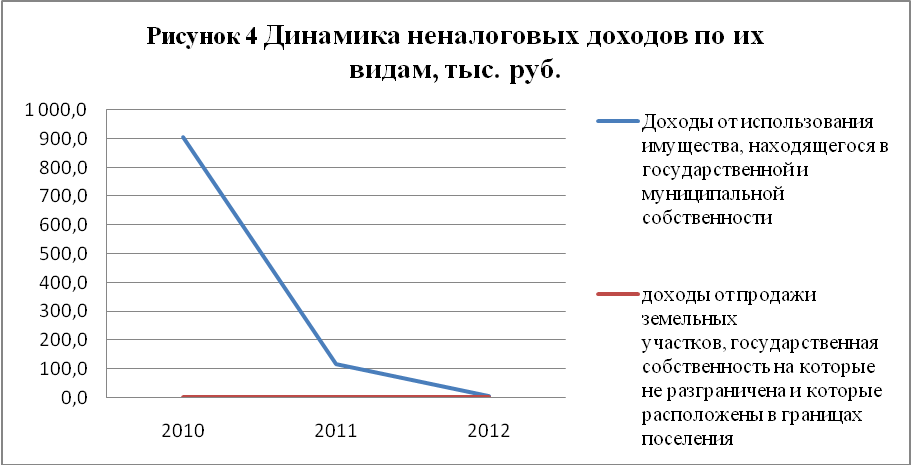 Рисунок 4 Динамика неналоговых доходов по их
видам, тыс. руб.
1 000,0
900,0
800,0
700,0
600,0
500,0
400,0
300,0
200,0
100,0
0,0
2010
2011
2012
Доходы от использования
имущества, находящегося в
государственной и
муниципальной
собственности
доходы от продажи
земельных
участков, государственная
собственность на которые
не разграничена и которые
расположены в границах
поселения